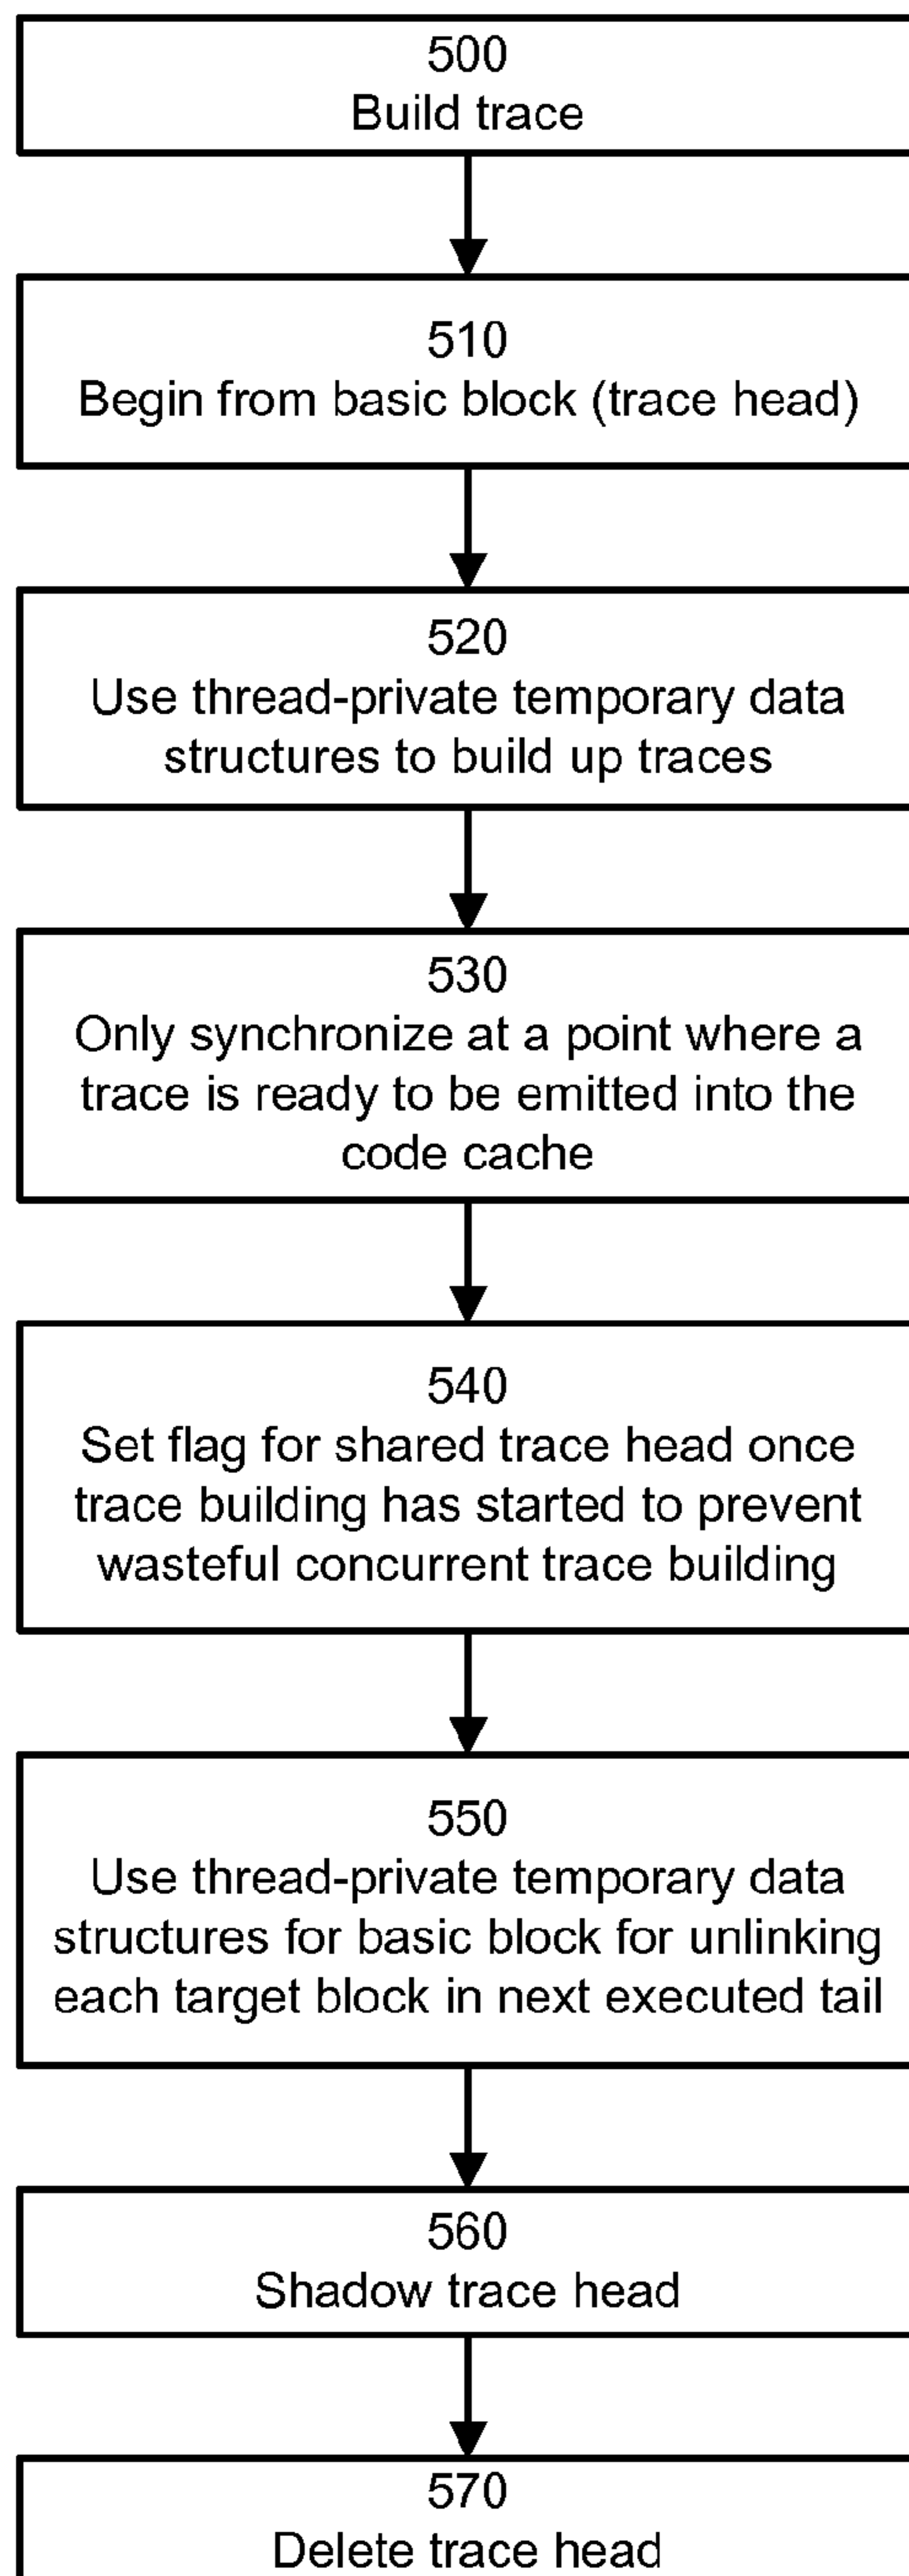 500
Build trace
510
Begin from basic block (trace head)
520
Use thread-private temporary data
structures to build up traces
530
Only synchronize at a point where a
trace is ready to be emitted into the
code cache
540
Set flag for shared trace head once
trace building has started to prevent
wasteful concurrent trace building
550
Use thread-private temporary data
structures for basic block for unlinking
each target block in next executed tail
560
Shadow trace head
570
Delete trace head